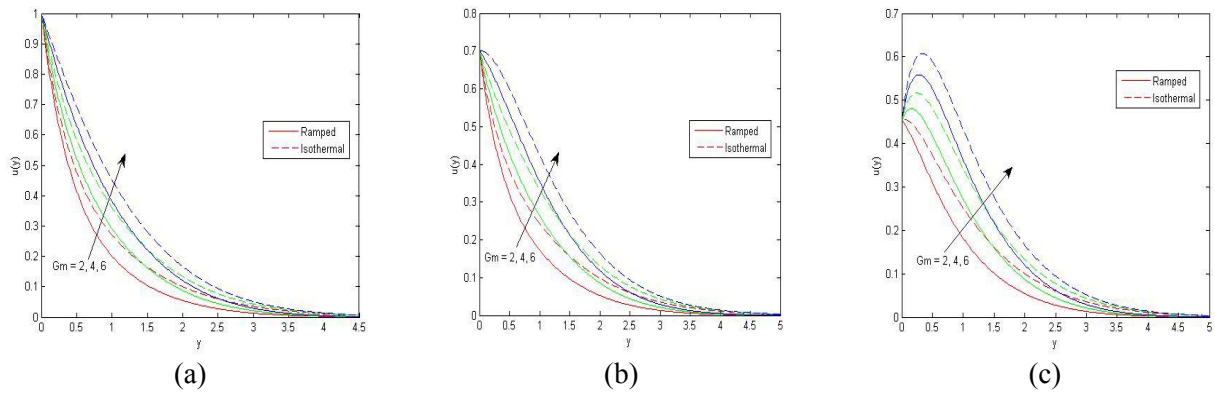 1
0.9
0.8
0.7
0.6
0.5
0.4
0.3
0.2
0.1
0
u(y)
Ramped
Isothermal
Gm = 2, 4, 6
0 0.5 1 1.5 2 2.5 3 3.5 4 4.5
y
(a)
0.8
0.7
0.6
0.5
0.4
0.3
0.2
0.1
0
u(y)
Ramped
Isothermal
Gm = 2, 4, 6
0 0.5 1 1.5 2 2.5 3 3.5 4 4.5 5
y
(b)
0.7
0.6
0.5
0.4
0.3
0.2
0.1
0
u(y)
Ramped
Isothermal
Gm = 2, 4, 6
0 0.5 1 1.5 2 2.5 3 3.5 4 4.5 5
y
(c)